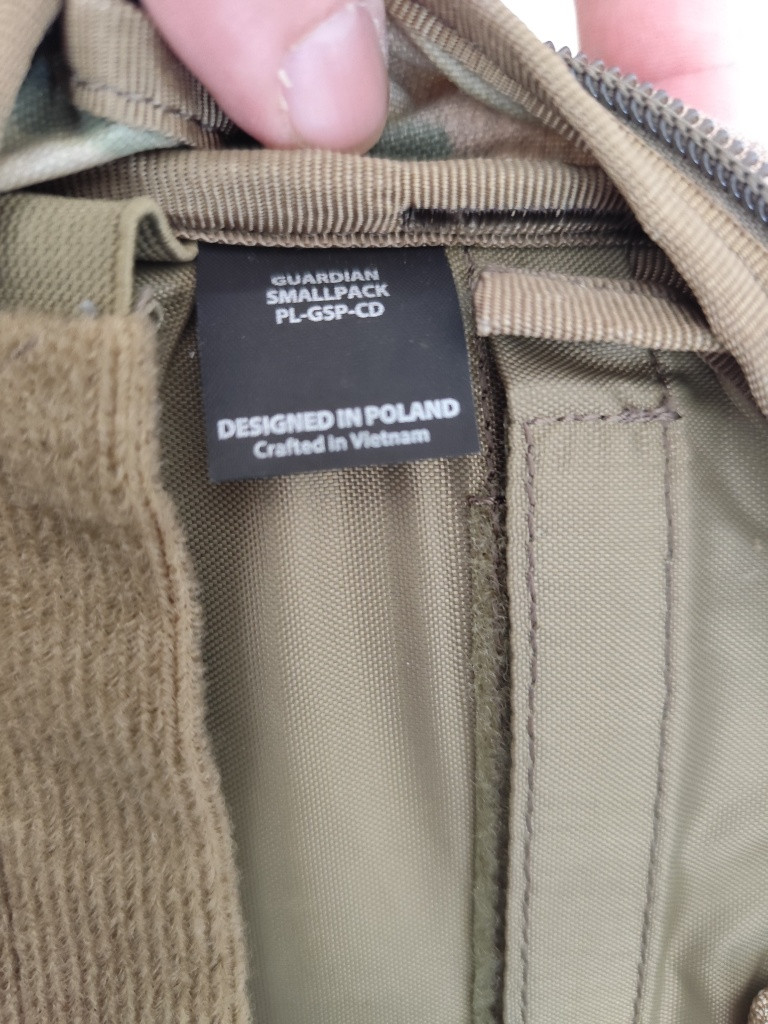 GUARDIAN
SMALLPACK
PL-GSP-CD
DESIGNED IN POLAND
Crafted in Vietnam